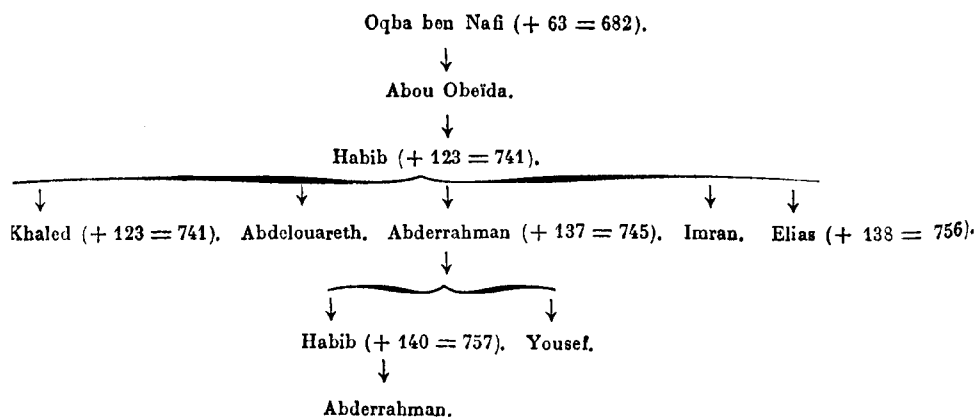 Oqba ben Nafi (+ 63 = 682).
Abou Obeïda.
Habib (+ 123 = 741).
Khaled (+ 123 = 741). Abdelouareth. Abderrahman (+ 137 = 745). Imran. Elias (+ 138 = 756).
Habib (+ 140 = 757). Yousef.
Abderrahman.